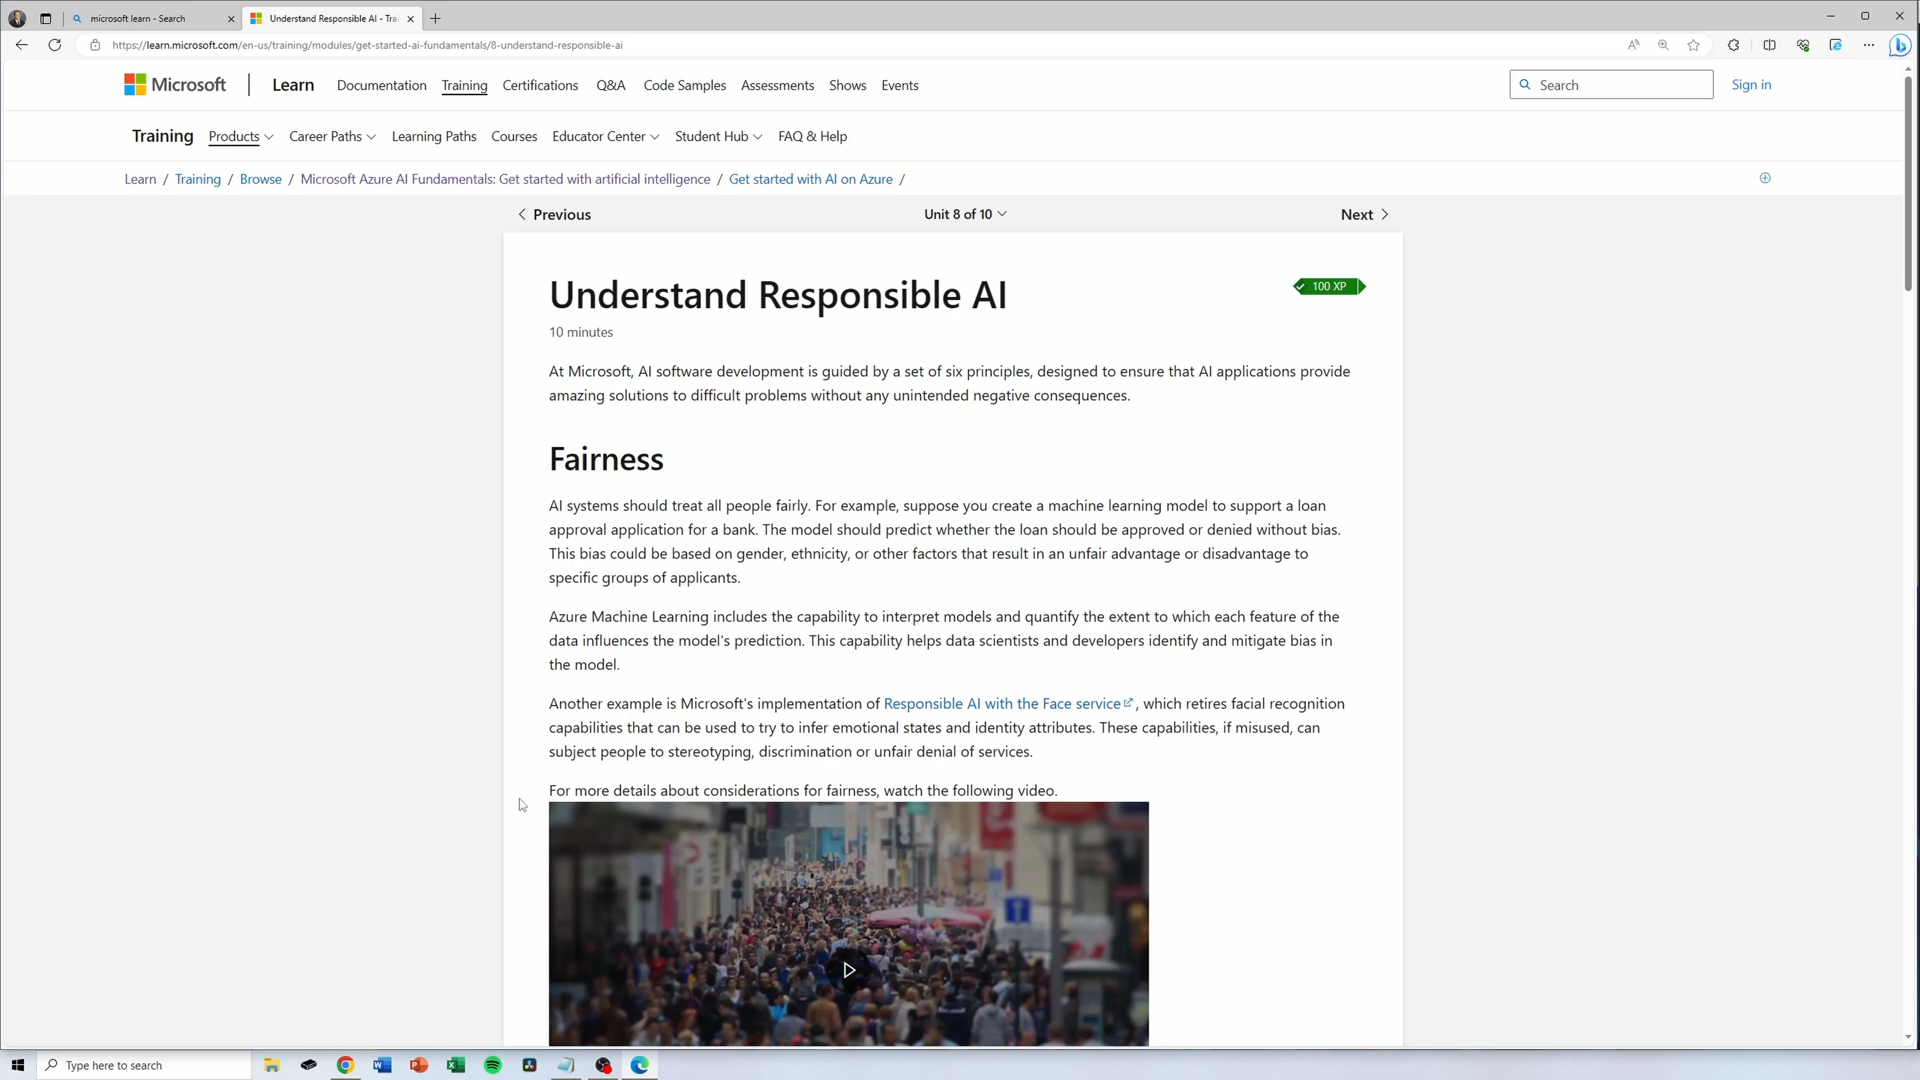 microsoft learn - Search
Understand Responsible AI - Trai
https://learn.microsoft.com/en-us/training/modules/get-started-ai-fundamentals/8-understand-responsible-ai
Microsoft
Learn
Documentation
Training
Certifications
Q&A
Code Samples
Assessments
Shows
Events
Search
Sign in
Training
Products
Career Paths
Learning Paths
Courses
Educator Center
Student Hub
FAQ & Help
Learn / Training / Browse / Microsoft Azure AI Fundamentals: Get started with artificial intelligence / Get started with AI on Azure /
Previous
Unit 8 of 10
Next
Understand Responsible AI
100 XP
10 minutes
At Microsoft, AI software development is guided by a set of six principles, designed to ensure that AI applications provide
amazing solutions to difficult problems without any unintended negative consequences.
Fairness
AI systems should treat all people fairly. For example, suppose you create a machine learning model to support a loan
approval application for a bank. The model should predict whether the loan should be approved or denied without bias.
This bias could be based on gender, ethnicity, or other factors that result in an unfair advantage or disadvantage to
specific groups of applicants.
Azure Machine Learning includes the capability to interpret models and quantify the extent to which each feature of the
data influences the model's prediction. This capability helps data scientists and developers identify and mitigate bias in
the model.
Another example is Microsoft's implementation of Responsible AI with the Face service, which retires facial recognition
capabilities that can be used to try to infer emotional states and identity attributes. These capabilities, if misused, can
subject people to stereotyping, discrimination or unfair denial of services.
For more details about considerations for fairness, watch the following video.
Type here to search